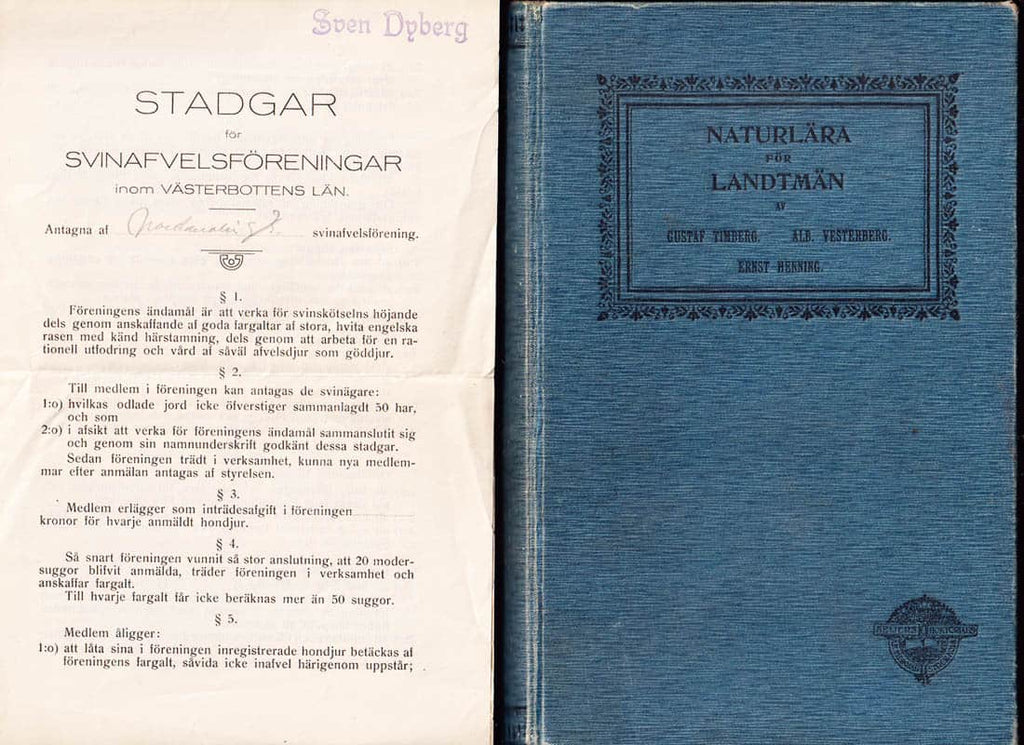 Sven Dyberg
STADGAR
för
SVINAFVELSFÖRENINGAR
inom VÄSTERBOTTENS LÄN.
Antagna af svinafvelsförening.
§ 1.
Föreningens ändamål är att verka för svinskötselns höjande
dels genom anskaffande af goda fargaltar af stora, hvita engelska
rasen med känd härstamning, dels genom att arbeta för en ra-
tionell utfodring och vård af såväl afvelsdjur som göddjur.
§ 2.
Till medlem i föreningen kan antagas de svinägare:
1:o) hvilkas odlade jord icke öfverstiger sammanlagdt 50 har,
och som
2:o) i afsikt att verka för föreningens ändamål sammanslutit sig
och genom sin namnunderskrift godkänt dessa stadgar.
Sedan föreningen trädt i verksamhet, kunna nya medlem-
mar efter anmälan antagas af styrelsen.
§ 3.
Medlem erlägger som inträdesafgift i föreningen
kronor för hvarje anmäldt hondjur.
§ 4.
Så snart föreningen vunnit så stor anslutning, att 20 moder-
suggor blifvit anmälda, träder föreningen i verksamhet och
anskaffar fargalt.
Till hvarje fargalt får icke beräknas mer än 50 suggor.
§ 5.
Medlem åligger:
1:o) att låta sina i föreningen inregistrerade hondjur betäckas af
föreningens fargalt, såvida icke inafvel härigenom uppstår;
NATURLÄRA
FÖR
LANDTMÄN
AV
GUSTAF TIMBERG. ALB. VESTERBERG.
ERNST HENNING.